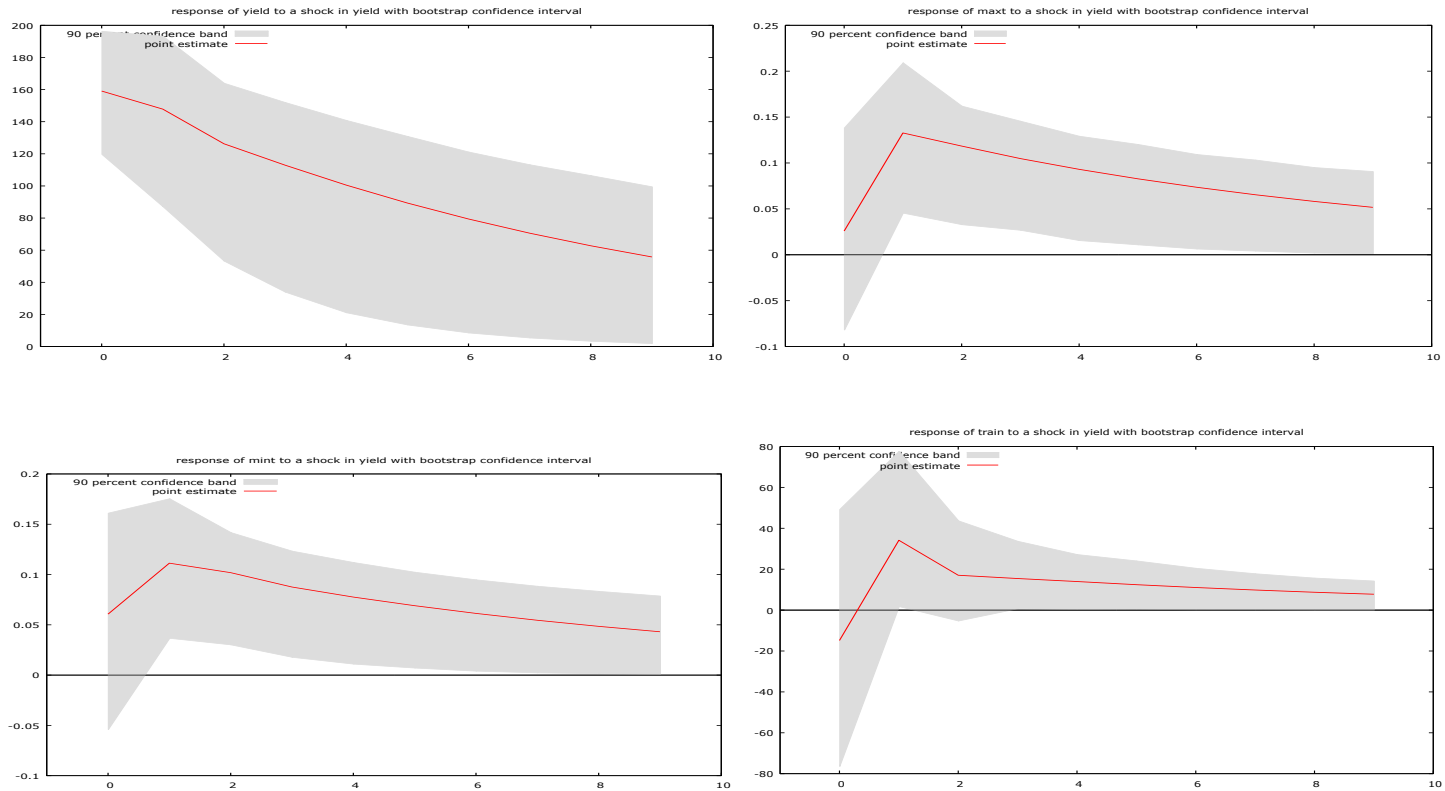 response of yield to a shock in yield with bootstrap confidence interval
200
180
160
140
120
100
80
60
40
20
0
90 percent confidence band
point estimate
0 2 4 6 8 10
response of maxt to a shock in yield with bootstrap confidence interval
0.25
0.2
0.15
0.1
0.05
0
-0.05
-0.1
90 percent confidence band
point estimate
0 2 4 6 8 10
response of mint to a shock in yield with bootstrap confidence interval
0.2
0.15
0.1
0.05
0
-0.05
-0.1
90 percent confidence band
point estimate
0 2 4 6 8 10
response of train to a shock in yield with bootstrap confidence interval
80
60
40
20
0
-20
-40
-60
-80
90 percent confidence band
point estimate
0 2 4 6 8 10